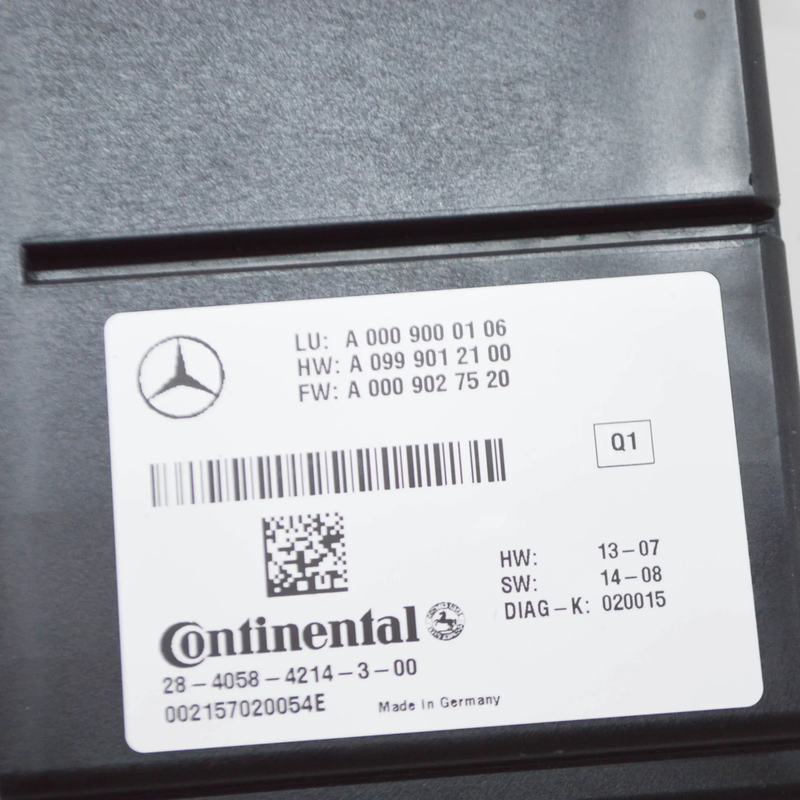 LU: A 000 900 01 06
HW: A 099 901 21 00
FW: A 000 902 75 20
Q1
HW: 13-07
SW: 14-08
DIAG-K: 020015
Continental
28-4058-4214-3-00
002157020054E
Made in Germany